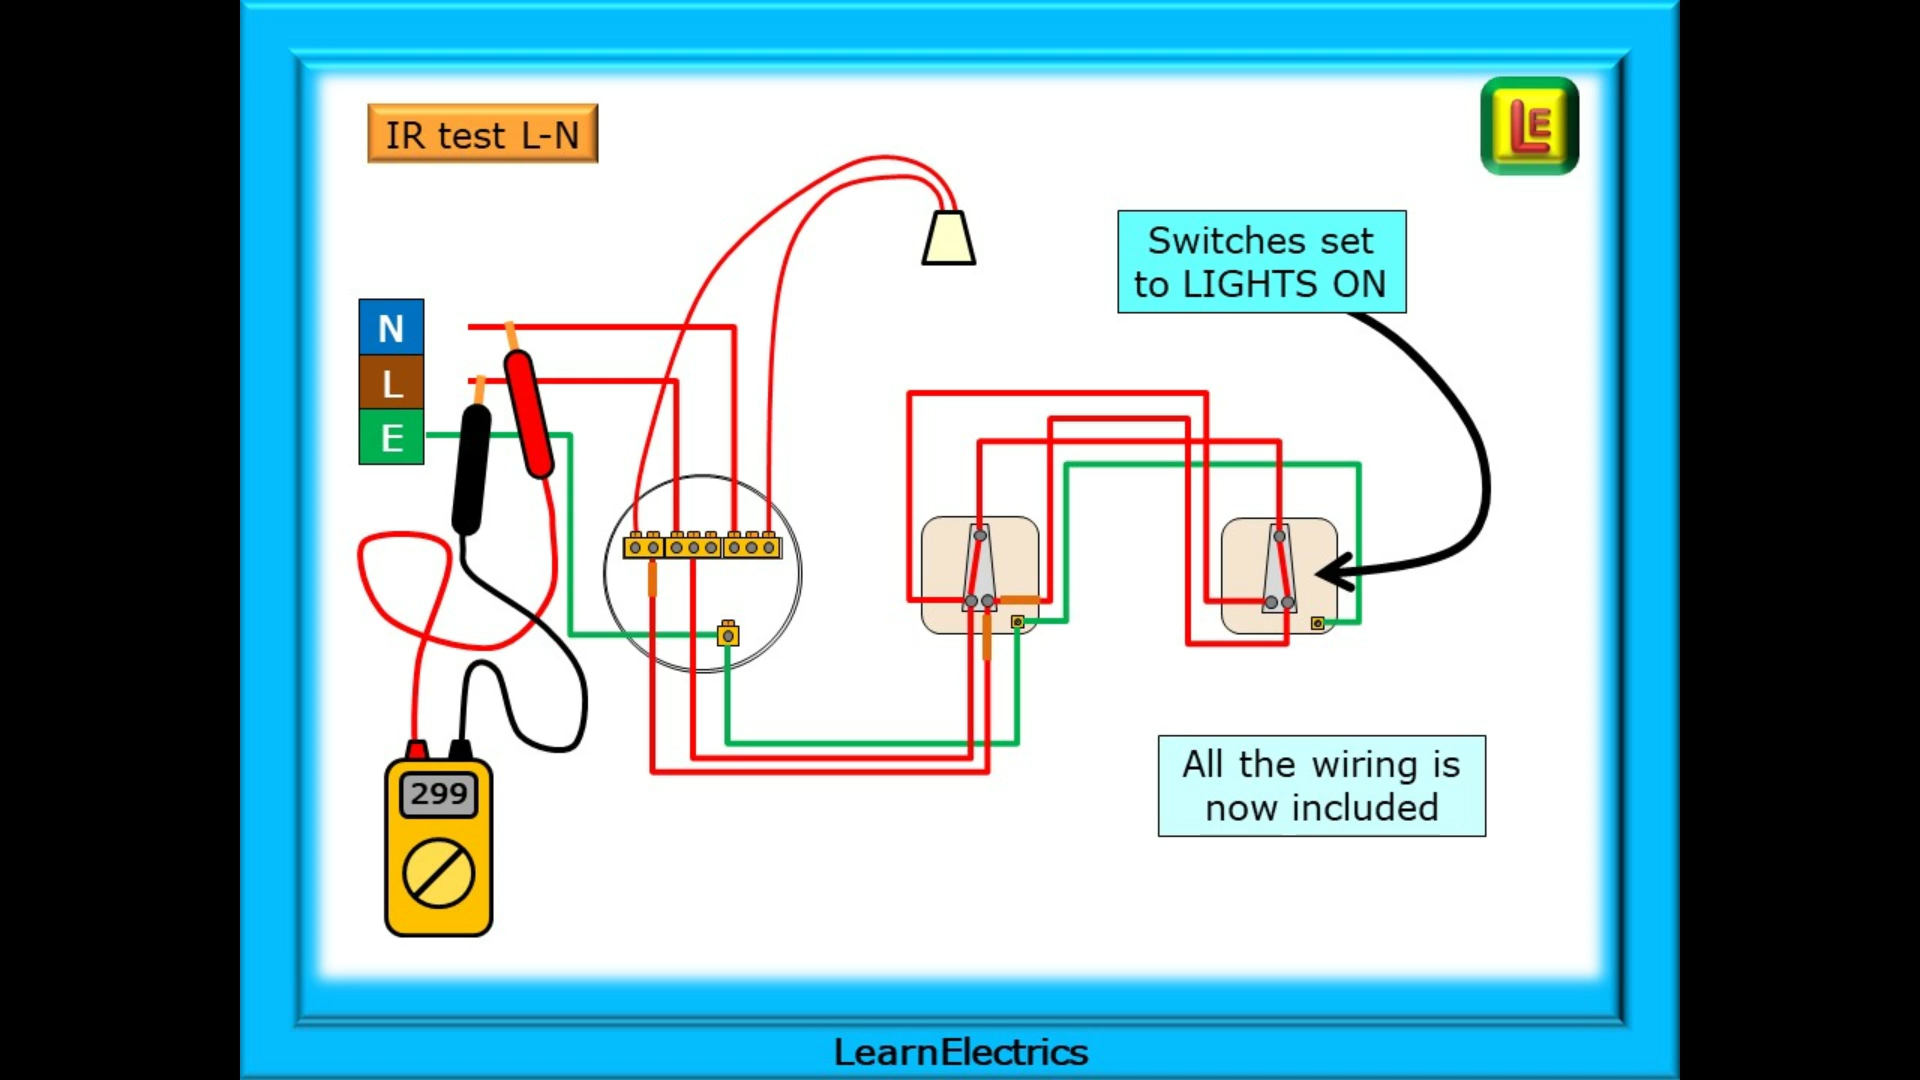 IR test L-N
LE
Switches set
to LIGHTS ON
N
L
E
299
All the wiring is
now included
LearnElectrics